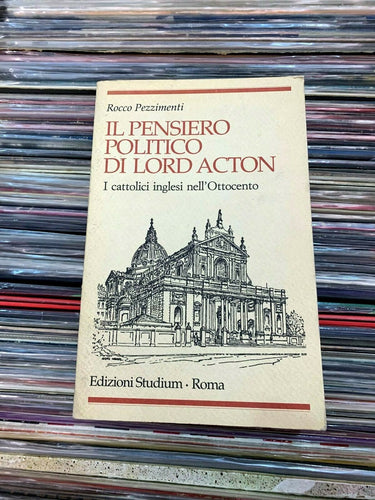 Rocco Pezzimenti
IL PENSIERO
POLITICO
DI LORD ACTON
I cattolici inglesi nell'Ottocento
Edizioni Studium · Roma